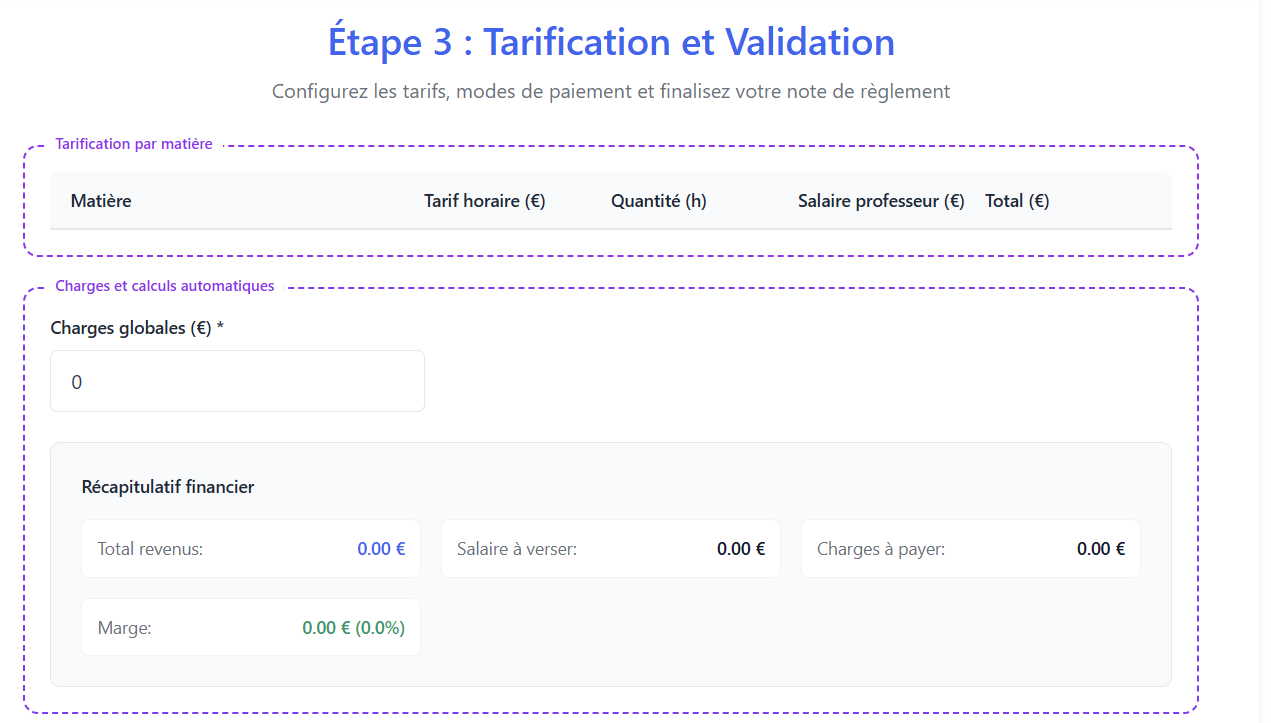 Étape 3 : Tarification et Validation
Configurez les tarifs, modes de paiement et finalisez votre note de règlement
Tarification par matière
Matière Tarif horaire (€) Quantité (h) Salaire professeur (€) Total (€)
Charges et calculs automatiques
Charges globales (€) *
0
Récapitulatif financier
Total revenus: 0.00 € Salaire à verser: 0.00 € Charges à payer: 0.00 €
Marge: 0.00 € (0.0%)